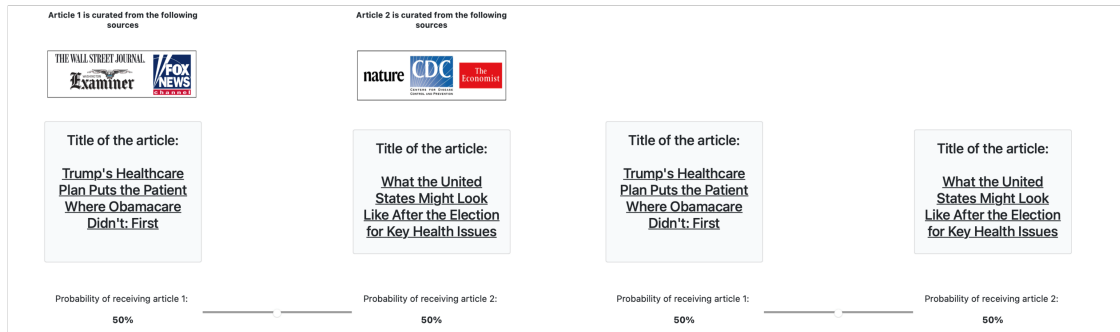 Article 1 is curated from the following
sources
Article 2 is curated from the following
sources
THE WALL STREET JOURNAL.
WASHINGTON
Examiner
FOX
NEWS
channel
nature
CDC
CENTERS FOR DISEASE
CONTROL AND PREVENTION
The
Economist
Title of the article:
Trump's Healthcare
Plan Puts the Patient
Where Obamacare
Didn't: First
Title of the article:
What the United
States Might Look
Like After the Election
for Key Health Issues
Title of the article:
Trump's Healthcare
Plan Puts the Patient
Where Obamacare
Didn't: First
Title of the article:
What the United
States Might Look
Like After the Election
for Key Health Issues
Probability of receiving article 1:
50%
Probability of receiving article 2:
50%
Probability of receiving article 1:
50%
Probability of receiving article 2:
50%